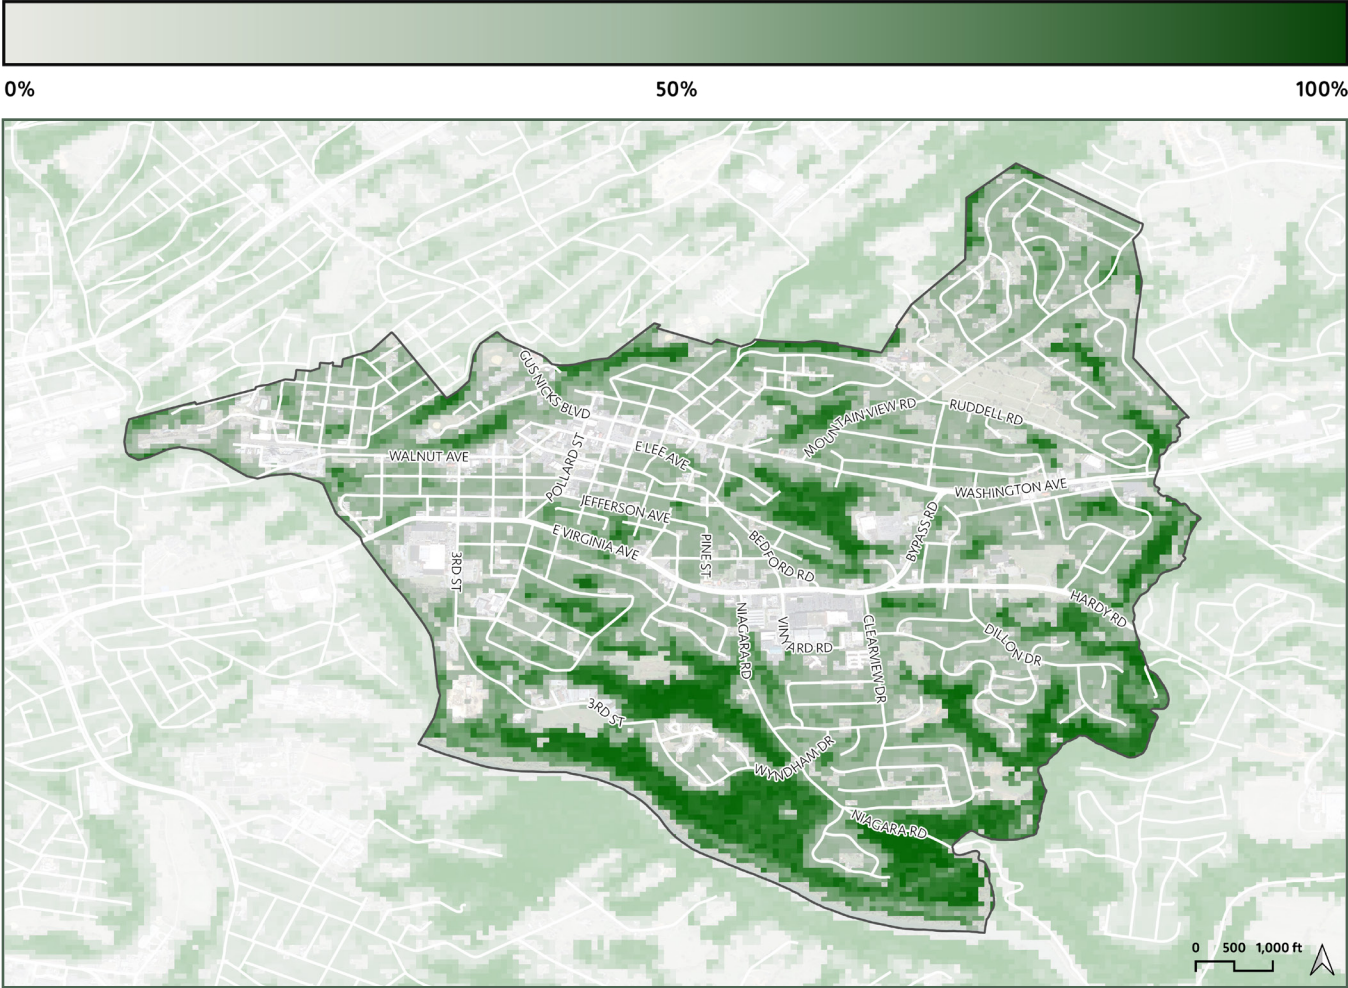 0%
50%
100%
GUS NICKS BLVD
MOUNTAIN VIEW RD
RUDDELL RD
WALNUT AVE
POLLARD ST
E LEE AVE
WASHINGTON AVE
JEFFERSON AVE
E VIRGINIA AVE
BYPASS RD
3RD ST
PINE ST
BEDFORD RD
HARDY RD
NIAGARA RD
VINYARD RD
CLEARVIEW DR
DILLON DR
3RD ST
WYNDHAM DR
NIAGARA RD
0 500 1,000 ft